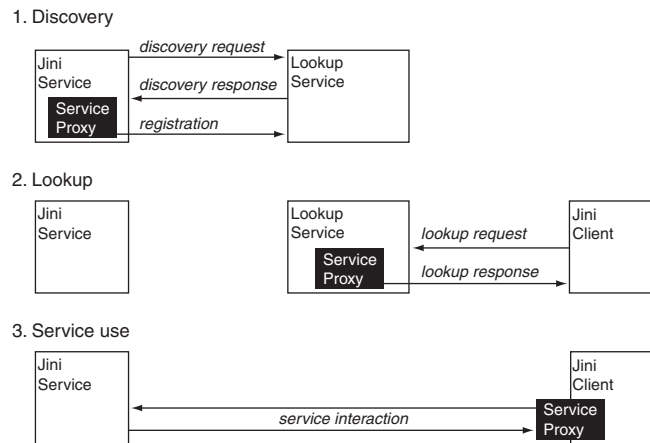 1. Discovery
Jini
Service
discovery request
Lookup
Service
discovery response
Service
Proxy
registration
2. Lookup
Jini
Service
Lookup
Service
lookup request
Jini
Client
Service
Proxy
lookup response
3. Service use
Jini
Service
Jini
Client
service interaction
Service
Proxy